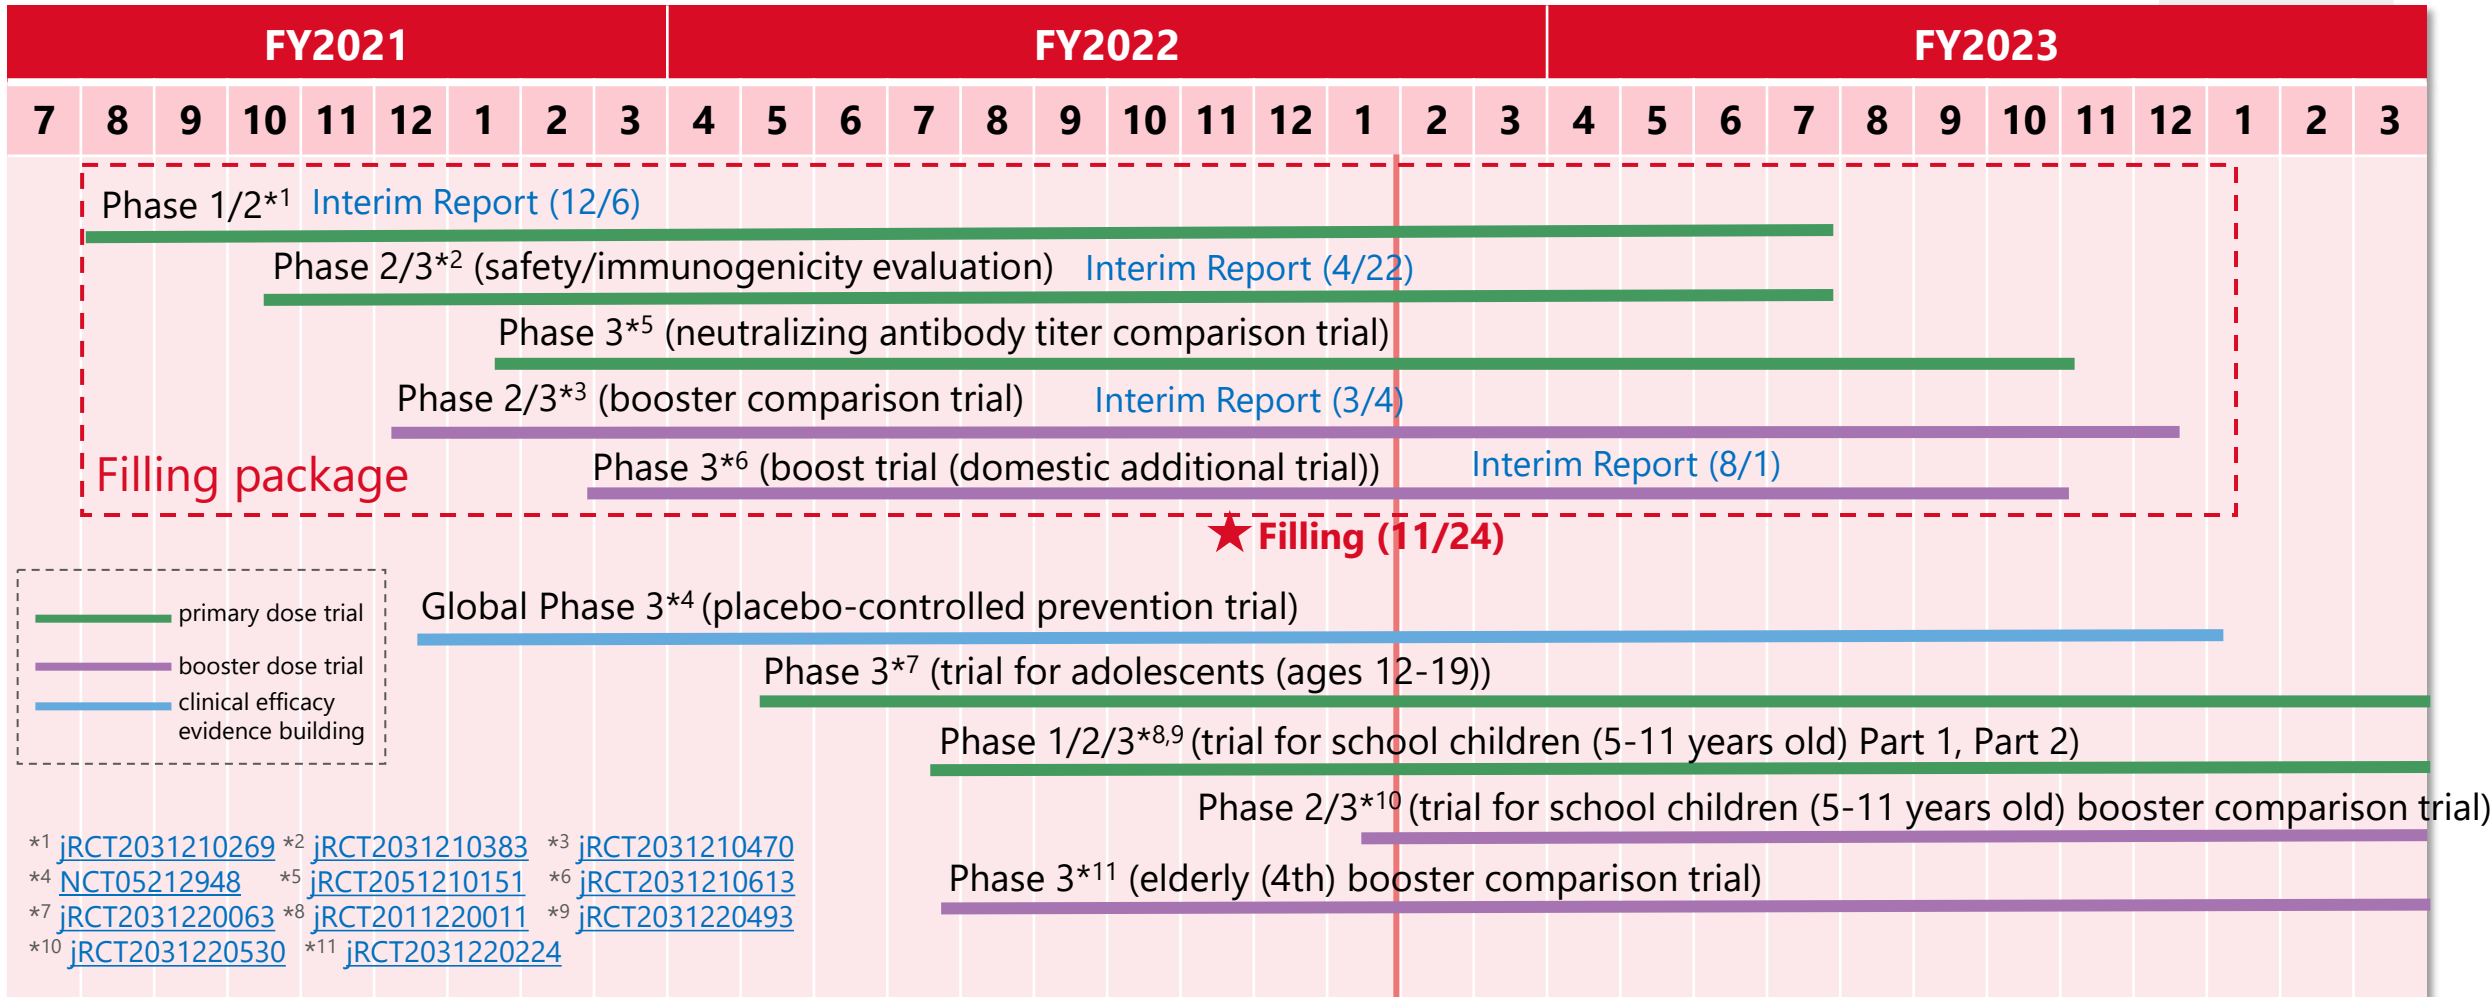 FY2021 FY2022 FY2023
7 8 9 10 11 12 1 2 3 4 5 6 7 8 9 10 11 12 1 2 3 4 5 6 7 8 9 10 11 12 1 2 3
Phase 1/2*1 Interim Report (12/6)
Phase 2/3*2 (safety/immunogenicity evaluation) Interim Report (4/22)
Phase 3*5 (neutralizing antibody titer comparison trial)
Phase 2/3*3 (booster comparison trial) Interim Report (3/4)
Filling package Phase 3*6 (boost trial (domestic additional trial)) Interim Report (8/1)
★ Filling (11/24)
primary dose trial
booster dose trial
clinical efficacy
evidence building
Global Phase 3*4 (placebo-controlled prevention trial)
Phase 3*7 (trial for adolescents (ages 12-19))
Phase 1/2/3*8,9 (trial for school children (5-11 years old) Part 1, Part 2)
Phase 2/3*10 (trial for school children (5-11 years old) booster comparison trial)
Phase 3*11 (elderly (4th) booster comparison trial)
*1 jRCT2031210269 *2 jRCT2031210383 *3 jRCT2031210470
*4 NCT05212948 *5 jRCT2051210151 *6 jRCT2031210613
*7 jRCT2031220063 *8 jRCT2011220011 *9 jRCT2031220493
*10 jRCT2031220530 *11 jRCT2031220224